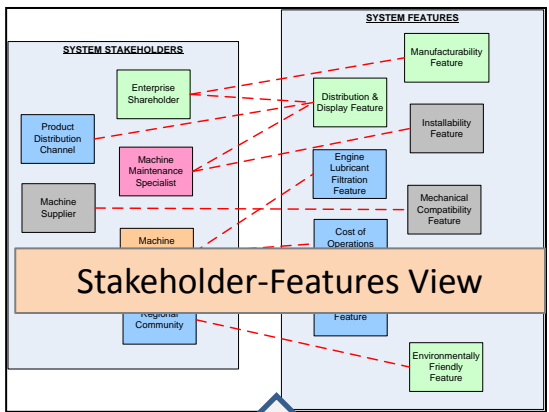 SYSTEM STAKEHOLDERS
Enterprise
Shareholder
Product
Distribution
Channel
Machine
Maintenance
Specialist
Machine
Supplier
Machine
Regional
Community
SYSTEM FEATURES
Manufacturability
Feature
Distribution &
Display Feature
Installability
Feature
Engine
Lubricant
Filtration
Feature
Mechanical
Compatibility
Feature
Cost of
Operations
Feature
Environmentally
Friendly
Feature
Stakeholder-Features View